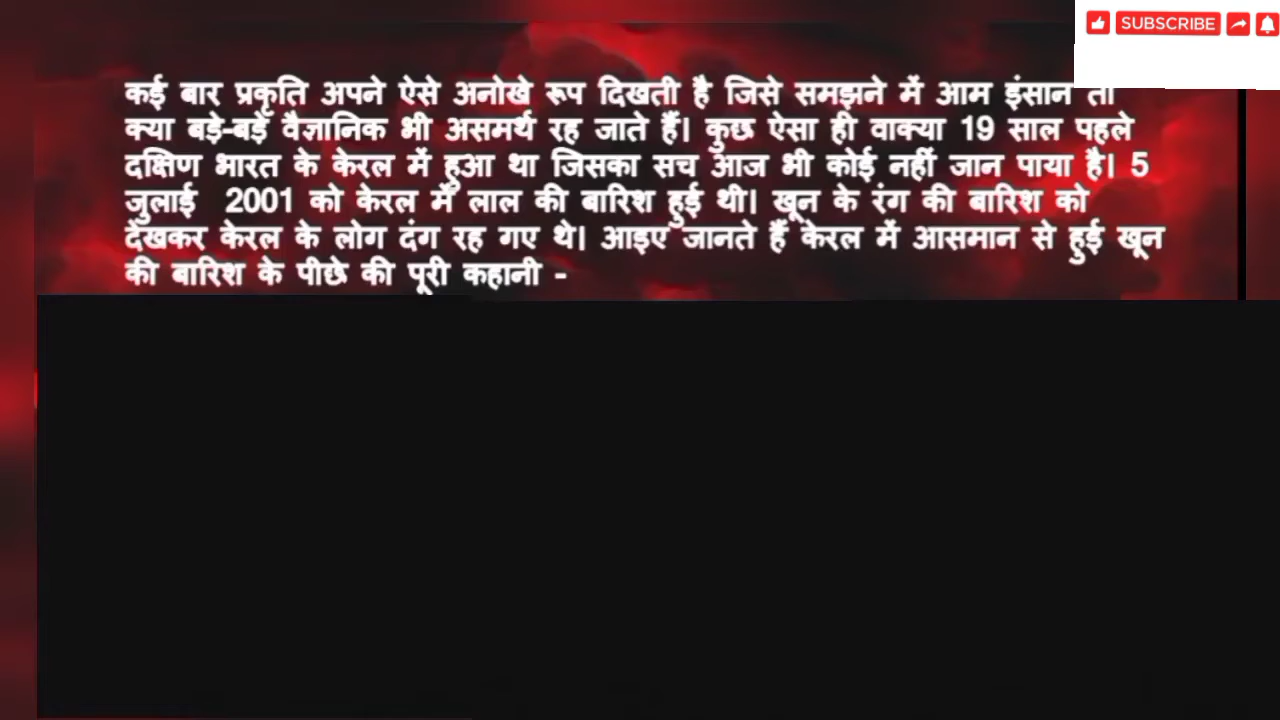 SUBSCRIBE
कई बार प्रकृति अपने ऐसे अनोखे रूप दिखती है जिसे समझने में आम इंसान तो
क्या बड़े-बड़े वैज्ञानिक भी असमर्थ रह जाते हैं। कुछ ऐसा ही वाक्या 19 साल पहले
दक्षिण भारत के केरल में हुआ था जिसका सच आज भी कोई नहीं जान पाया है। 5
जुलाई 2001 को केरल में लाल की बारिश हुई थी। खून के रंग की बारिश को
देखकर केरल के लोग दंग रह गए थे। आइए जानते हैं केरल में आसमान से हुई खून
की बारिश के पीछे की पूरी कहानी -